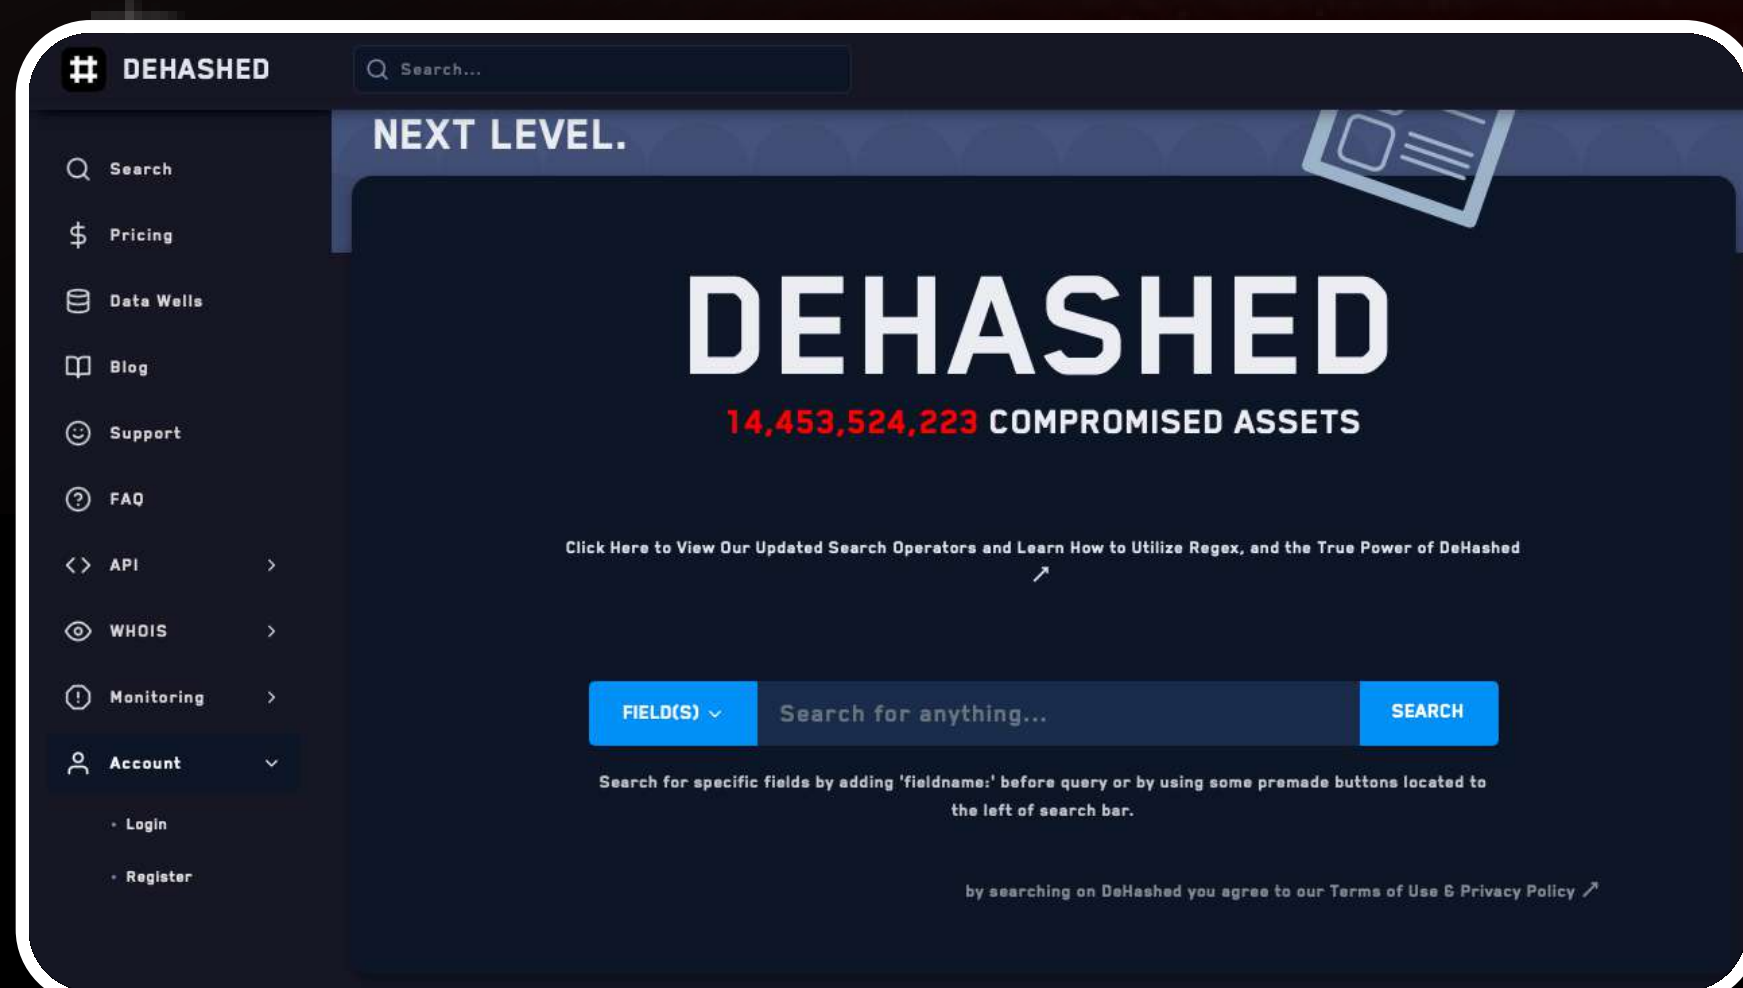 DEHASHED
Search...
Search
Pricing
Data Wells
Blog
Support
FAQ
API
WHOIS
Monitoring
Account
Login
Register
NEXT LEVEL.
DEHASHED
14,453,524,223 COMPROMISED ASSETS
Click Here to View Our Updated Search Operators and Learn How to Utilize Regex, and the True Power of DeHashed
FIELD(S)
Search for anything...
SEARCH
Search for specific fields by adding 'fieldname:' before query or by using some premade buttons located to
the left of search bar.
by searching on DeHashed you agree to our Terms of Use & Privacy Policy